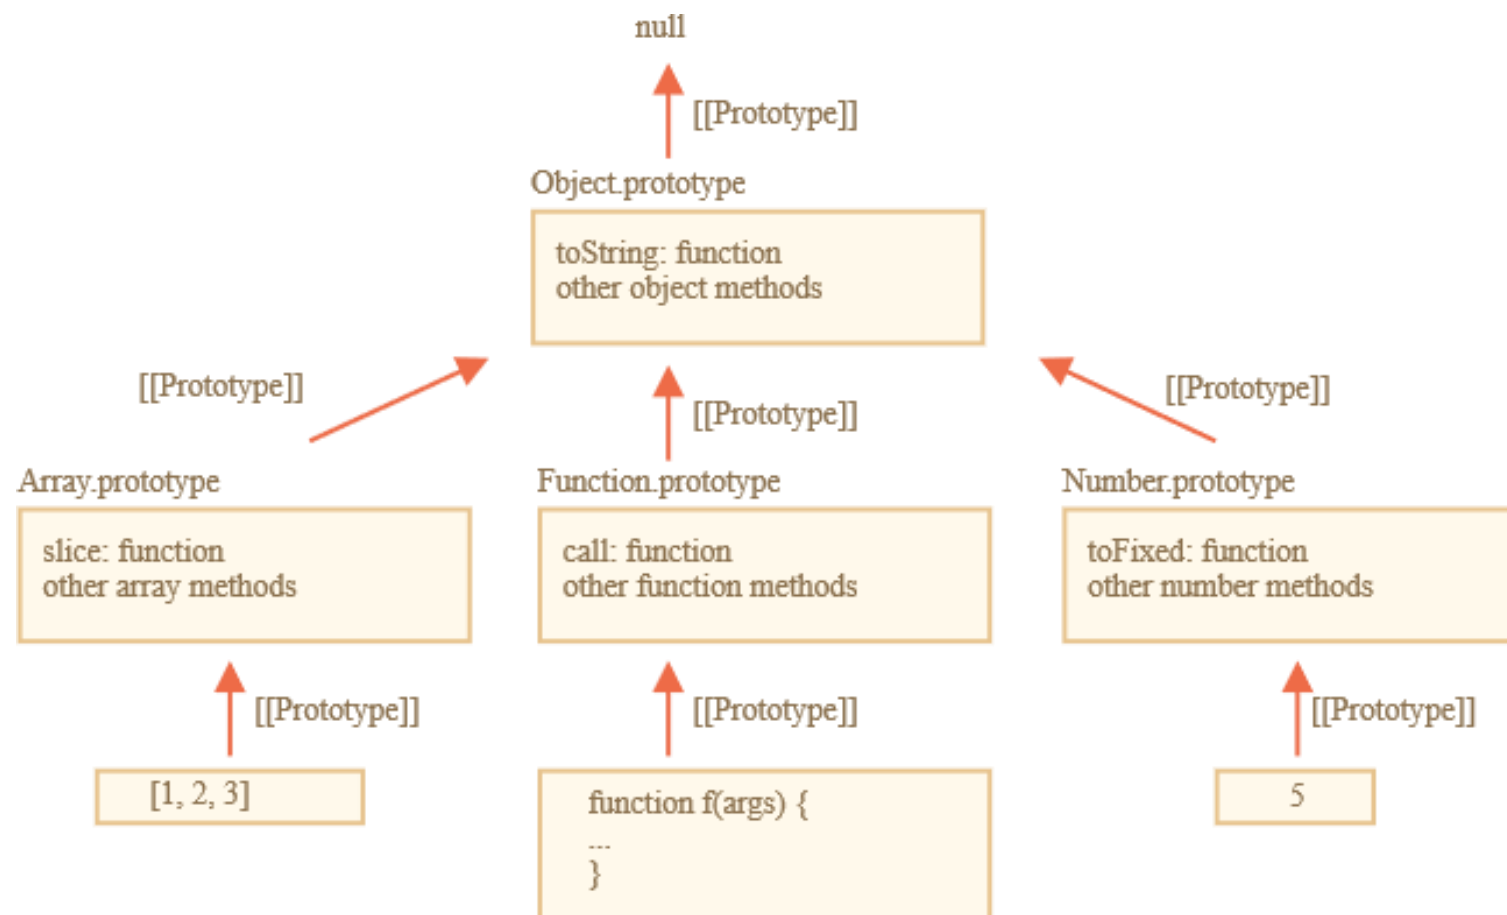 null
[[Prototype]]
Object.prototype
toString: function
other object methods
[[Prototype]]
[[Prototype]]
[[Prototype]]
Array.prototype
Function.prototype
Number.prototype
slice: function
other array methods
call: function
other function methods
toFixed: function
other number methods
[[Prototype]]
[[Prototype]]
[[Prototype]]
[1, 2, 3]
function f(args) {
...
}
5